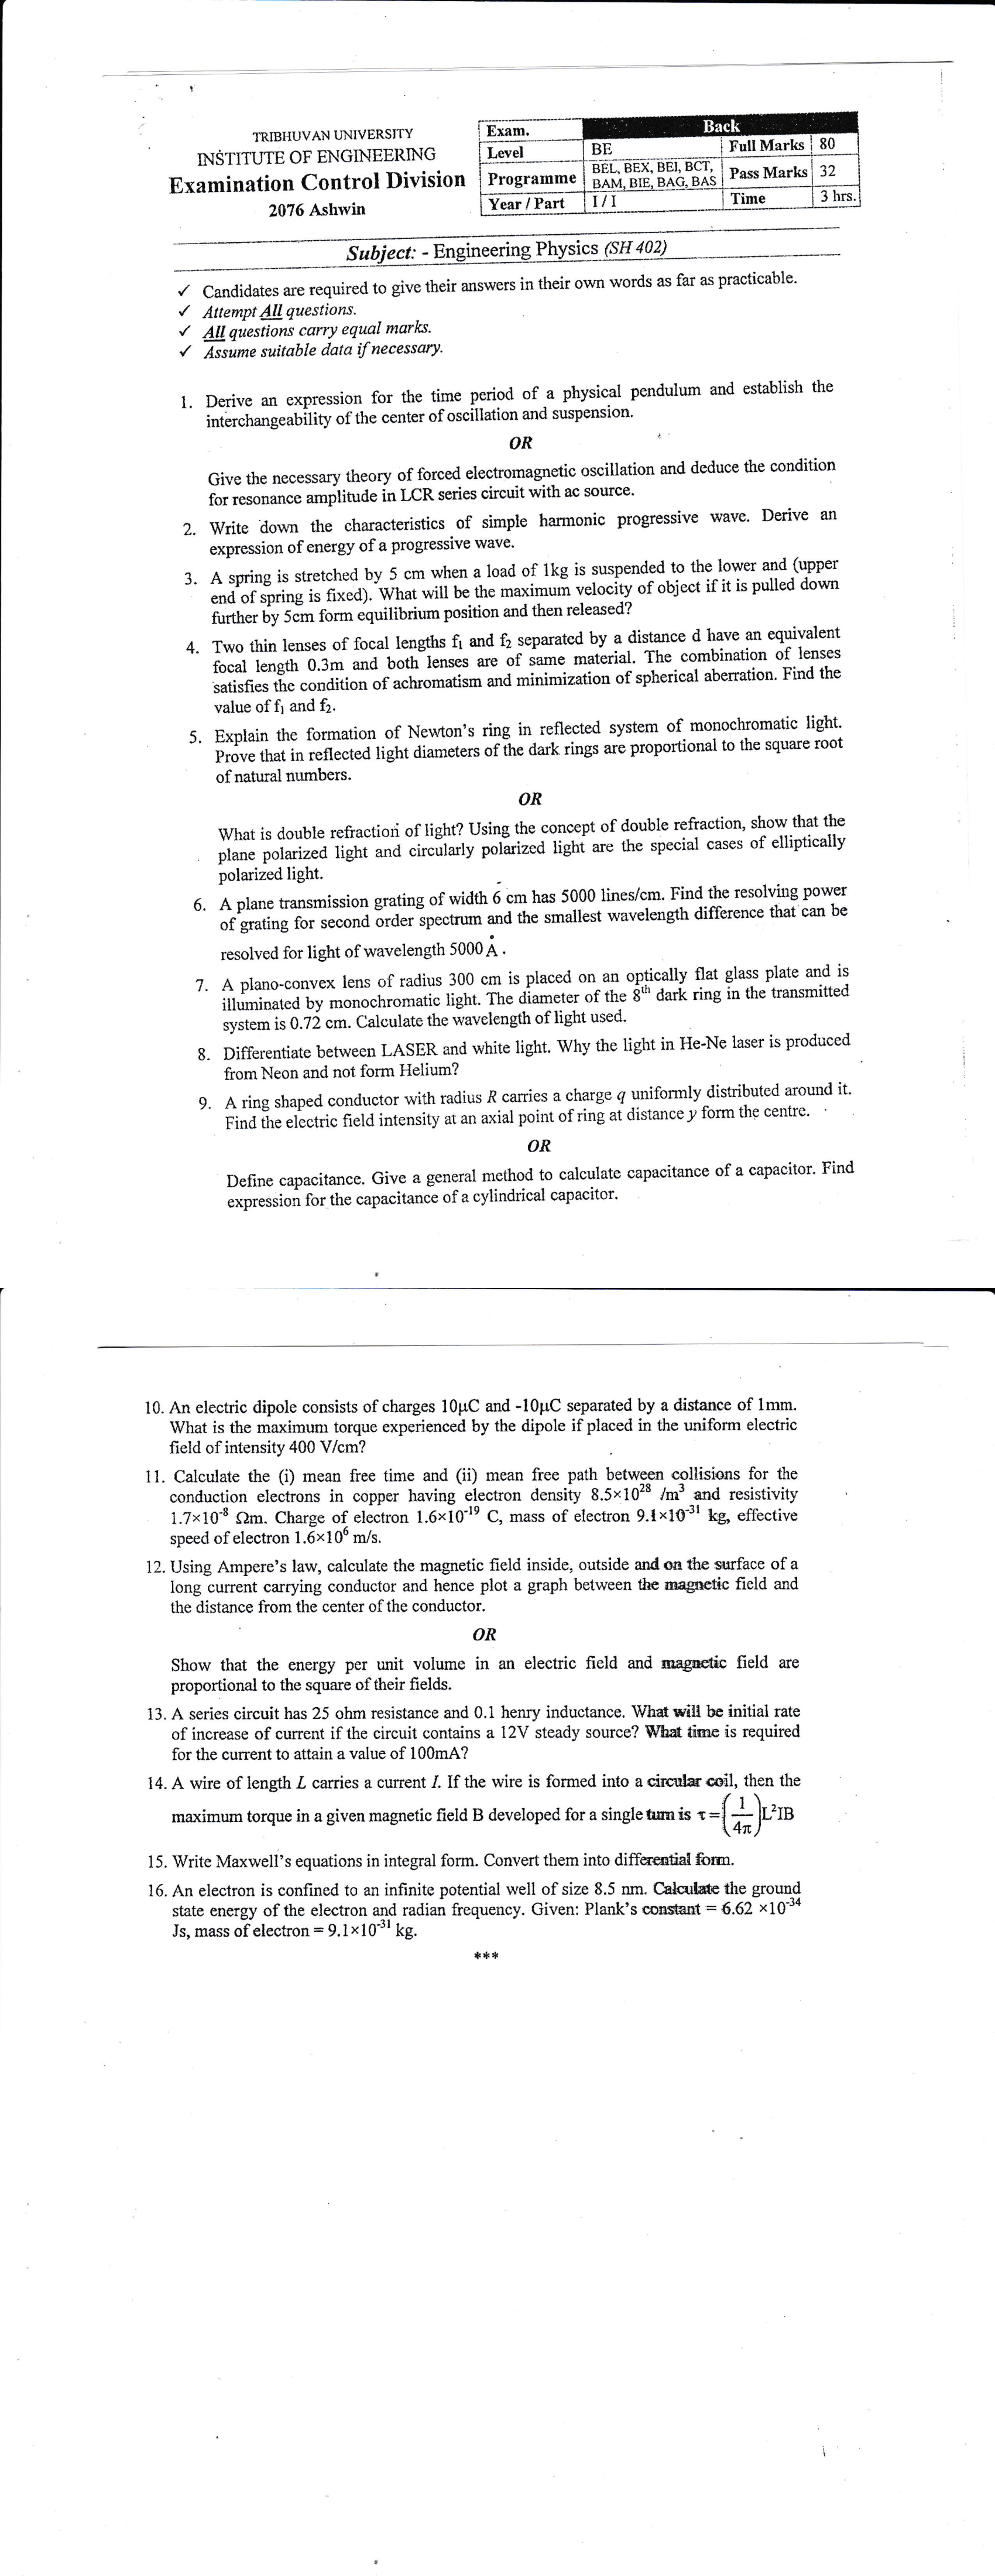 TRIBHUVAN UNIVERSITY
INSTITUTE OF ENGINEERING
Examination Control Division
2076 Ashwin
Exam. Back
Level BE Full Marks 80
Programme BEL, BEX, BEI, BCT, BAM, BIE, BAG, BAS Pass Marks 32
Year / Part I / I Time 3 hrs.
Subject: - Engineering Physics (SH 402)
✓ Candidates are required to give their answers in their own words as far as practicable.
✓ Attempt All questions.
✓ All questions carry equal marks.
✓ Assume suitable data if necessary.
1. Derive an expression for the time period of a physical pendulum and establish the
interchangeability of the center of oscillation and suspension.
OR
Give the necessary theory of forced electromagnetic oscillation and deduce the condition
for resonance amplitude in LCR series circuit with ac source.
2. Write down the characteristics of simple harmonic progressive wave. Derive an
expression of energy of a progressive wave.
3. A spring is stretched by 5 cm when a load of 1kg is suspended to the lower and (upper
end of spring is fixed). What will be the maximum velocity of object if it is pulled down
further by 5cm form equilibrium position and then released?
4. Two thin lenses of focal lengths f₁ and f₂ separated by a distance d have an equivalent
focal length 0.3m and both lenses are of same material. The combination of lenses
satisfies the condition of achromatism and minimization of spherical aberration. Find the
value of f₁ and f₂.
5. Explain the formation of Newton's ring in reflected system of monochromatic light.
Prove that in reflected light diameters of the dark rings are proportional to the square root
of natural numbers.
OR
What is double refraction of light? Using the concept of double refraction, show that the
plane polarized light and circularly polarized light are the special cases of elliptically
polarized light.
6. A plane transmission grating of width 6 cm has 5000 lines/cm. Find the resolving power
of grating for second order spectrum and the smallest wavelength difference that can be
resolved for light of wavelength 5000 Å.
7. A plano-convex lens of radius 300 cm is placed on an optically flat glass plate and is
illuminated by monochromatic light. The diameter of the 8th dark ring in the transmitted
system is 0.72 cm. Calculate the wavelength of light used.
8. Differentiate between LASER and white light. Why the light in He-Ne laser is produced
from Neon and not form Helium?
9. A ring shaped conductor with radius R carries a charge q uniformly distributed around it.
Find the electric field intensity at an axial point of ring at distance y form the centre.
OR
Define capacitance. Give a general method to calculate capacitance of a capacitor. Find
expression for the capacitance of a cylindrical capacitor.
10. An electric dipole consists of charges 10μC and -10μC separated by a distance of 1mm.
What is the maximum torque experienced by the dipole if placed in the uniform electric
field of intensity 400 V/cm?
11. Calculate the (i) mean free time and (ii) mean free path between collisions for the
conduction electrons in copper having electron density 8.5×10²⁸ /m³ and resistivity
1.7×10⁻⁸ Ωm. Charge of electron 1.6×10⁻¹⁹ C, mass of electron 9.1×10⁻³¹ kg, effective
speed of electron 1.6×10⁶ m/s.
12. Using Ampere's law, calculate the magnetic field inside, outside and on the surface of a
long current carrying conductor and hence plot a graph between the magnetic field and
the distance from the center of the conductor.
OR
Show that the energy per unit volume in an electric field and magnetic field are
proportional to the square of their fields.
13. A series circuit has 25 ohm resistance and 0.1 henry inductance. What will be initial rate
of increase of current if the circuit contains a 12V steady source? What time is required
for the current to attain a value of 100mA?
14. A wire of length L carries a current I. If the wire is formed into a circular coil, then the
maximum torque in a given magnetic field B developed for a single turn is τ = (1/4π) L²IB
15. Write Maxwell's equations in integral form. Convert them into differential form.
16. An electron is confined to an infinite potential well of size 8.5 nm. Calculate the ground
state energy of the electron and radian frequency. Given: Plank's constant = 6.62 ×10⁻³⁴
Js, mass of electron = 9.1×10⁻³¹ kg.
***